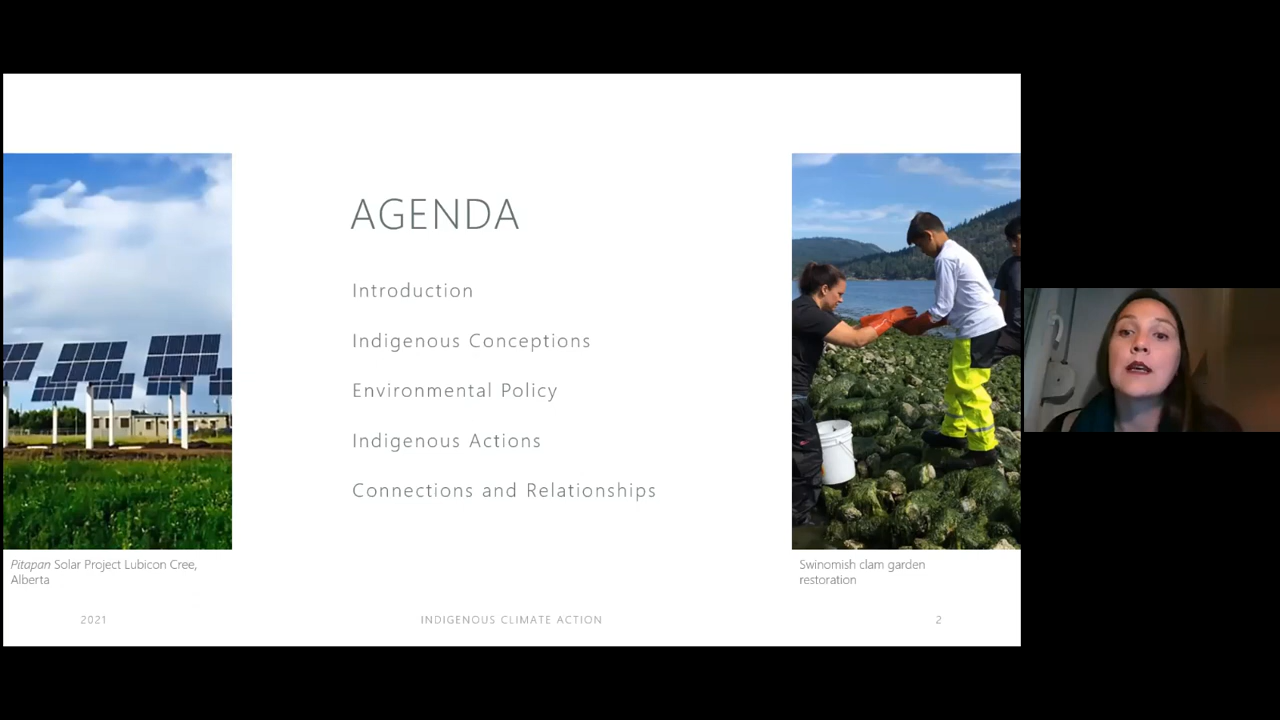 AGENDA
Introduction
Indigenous Conceptions
Environmental Policy
Indigenous Actions
Connections and Relationships
Pitapan Solar Project Lubicon Cree,
Alberta
Swinomish clam garden
restoration
2021
INDIGENOUS CLIMATE ACTION
2